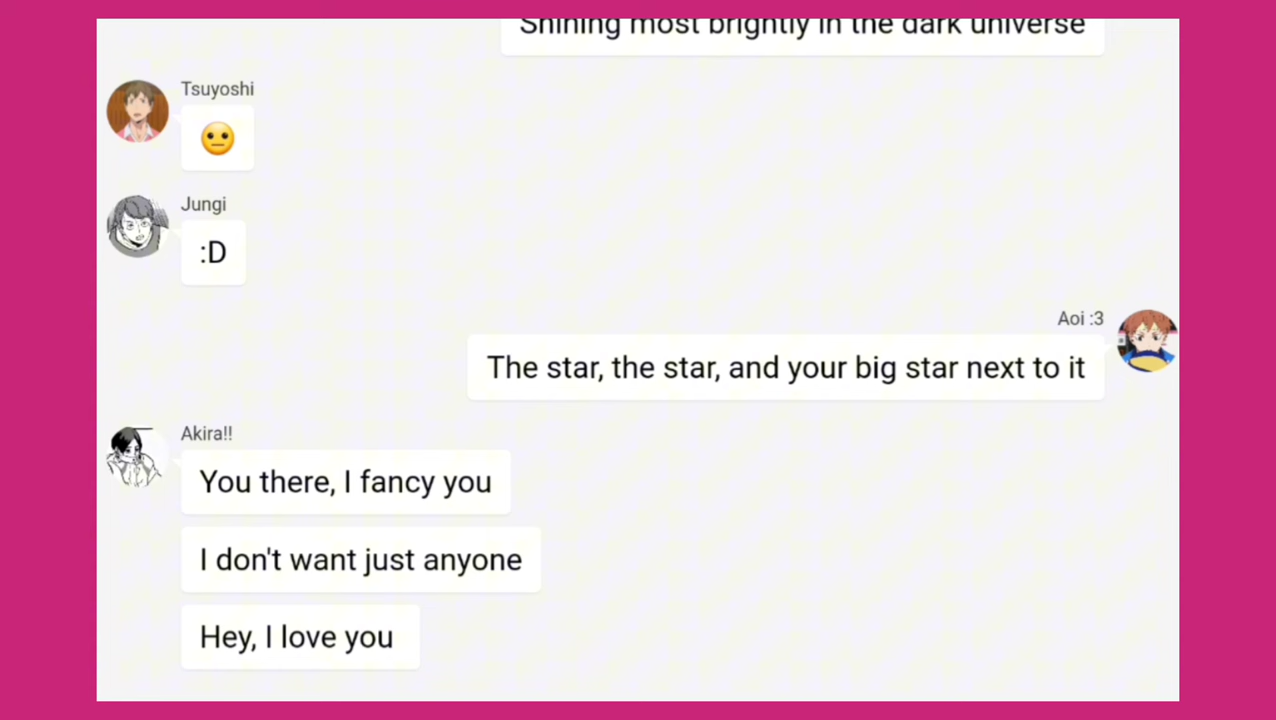 Shining most brightly in the dark universe
Tsuyoshi
😐
Jungi
:D
Aoi :3
The star, the star, and your big star next to it
Akira!!
You there, I fancy you
I don't want just anyone
Hey, I love you